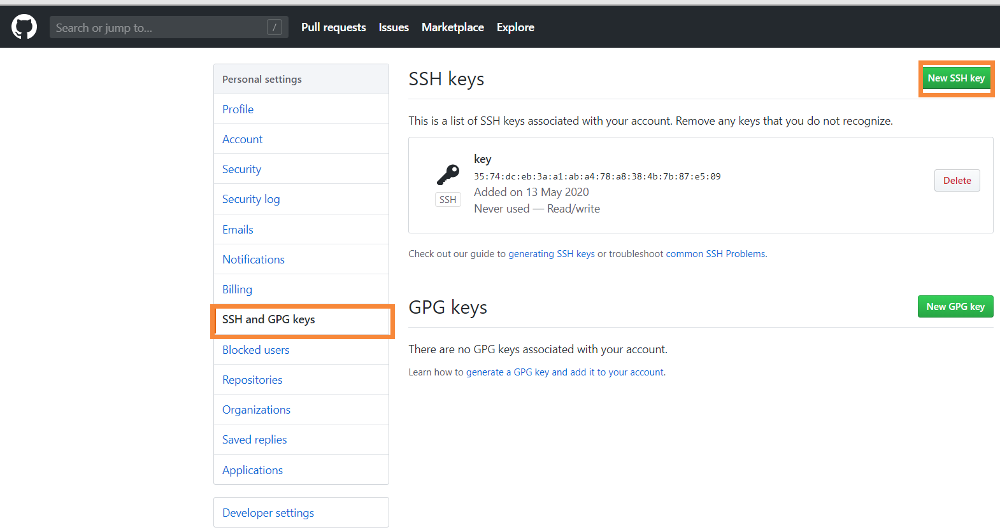 Search or jump to...
/
Pull requests
Issues
Marketplace
Explore
Personal settings
Profile
Account
Security
Security log
Emails
Notifications
Billing
SSH and GPG keys
Blocked users
Repositories
Organizations
Saved replies
Applications
Developer settings
SSH keys
New SSH key
This is a list of SSH keys associated with your account. Remove any keys that you do not recognize.
key
35:74:dc:eb:3a:a1:ab:a4:78:a8:38:4b:7b:87:e5:09
Added on 13 May 2020
Never used — Read/write
SSH
Delete
Check out our guide to generating SSH keys or troubleshoot common SSH Problems.
GPG keys
New GPG key
There are no GPG keys associated with your account.
Learn how to generate a GPG key and add it to your account.